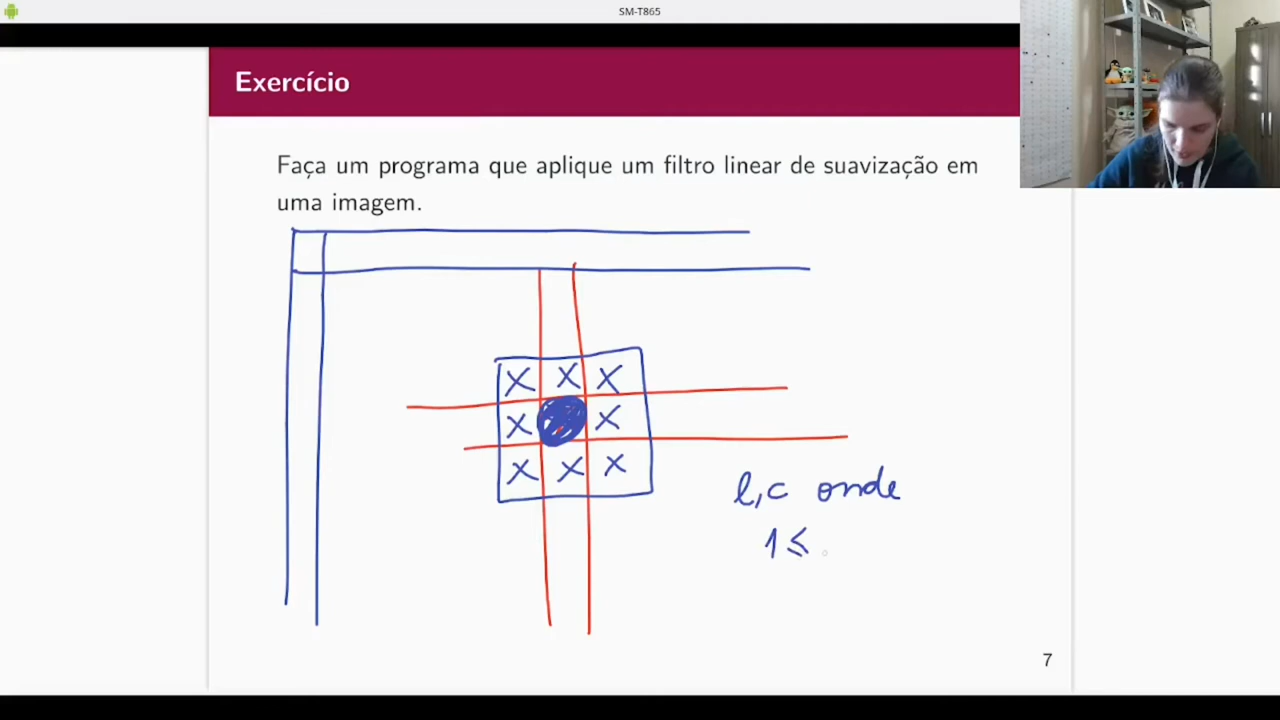 SM-T865
Exercício
Faça um programa que aplique um filtro linear de suavização em
uma imagem.
X X X
X X
X X X
l,c onde
1 ≤
7